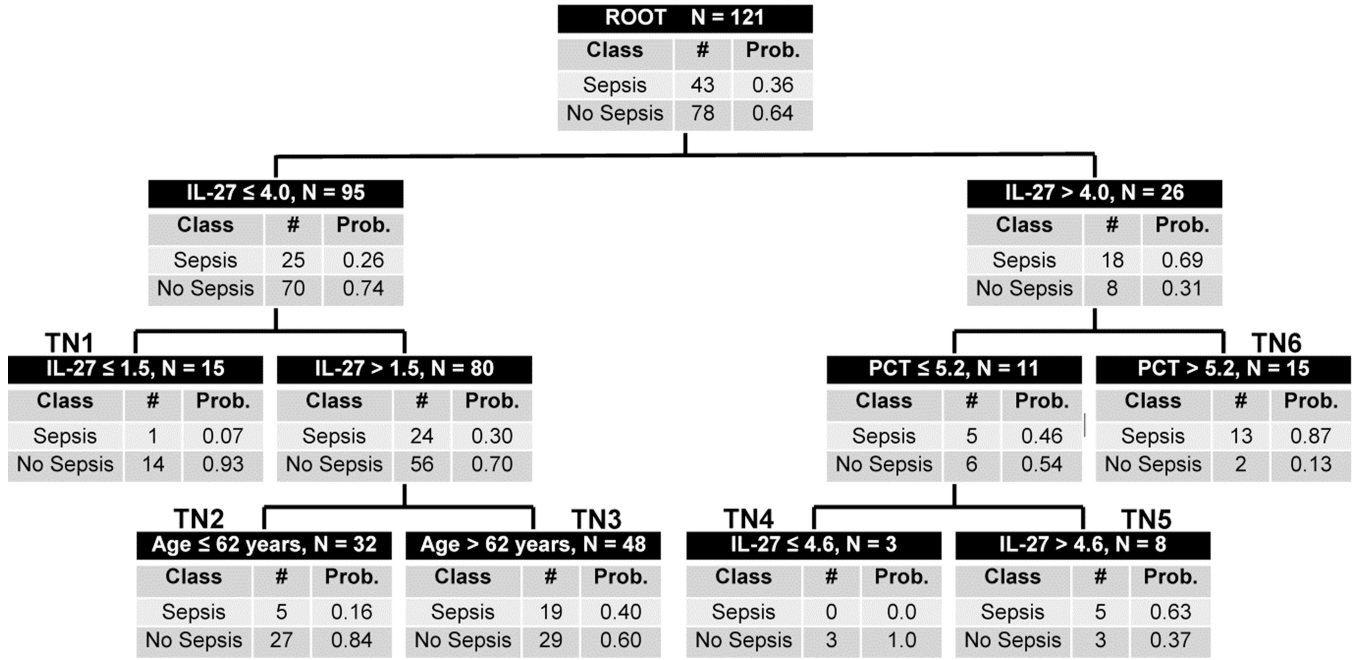 ROOT N = 121
Class # Prob.
Sepsis 43 0.36
No Sepsis 78 0.64
IL-27 ≤ 4.0, N = 95
Class # Prob.
Sepsis 25 0.26
No Sepsis 70 0.74
IL-27 > 4.0, N = 26
Class # Prob.
Sepsis 18 0.69
No Sepsis 8 0.31
TN1
IL-27 ≤ 1.5, N = 15
Class # Prob.
Sepsis 1 0.07
No Sepsis 14 0.93
IL-27 > 1.5, N = 80
Class # Prob.
Sepsis 24 0.30
No Sepsis 56 0.70
PCT ≤ 5.2, N = 11
Class # Prob.
Sepsis 5 0.46
No Sepsis 6 0.54
TN6
PCT > 5.2, N = 15
Class # Prob.
Sepsis 13 0.87
No Sepsis 2 0.13
TN2
Age ≤ 62 years, N = 32
Class # Prob.
Sepsis 5 0.16
No Sepsis 27 0.84
TN3
Age > 62 years, N = 48
Class # Prob.
Sepsis 19 0.40
No Sepsis 29 0.60
TN4
IL-27 ≤ 4.6, N = 3
Class # Prob.
Sepsis 0 0.0
No Sepsis 3 1.0
TN5
IL-27 > 4.6, N = 8
Class # Prob.
Sepsis 5 0.63
No Sepsis 3 0.37